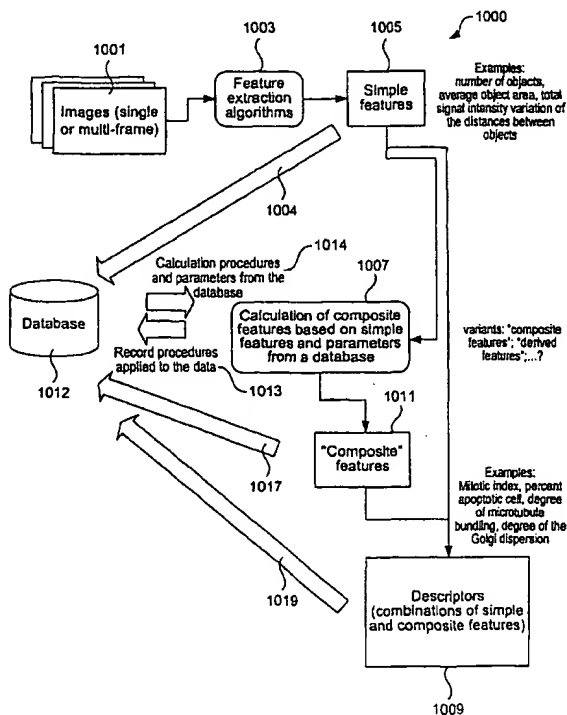 1000
1001
1003
1005
Images (single
or multi-frame)
Feature
extraction
algorithms
Simple
features
Examples:
number of objects,
average object area, total
signal intensity variation of
the distances between
objects
1004
Calculation procedures
and parameters from the
database
1014
1007
Database
1012
Calculation of composite
features based on simple
features and parameters
from a database
variants: "composite
features"; "derived
features";...?
Record procedures
applied to the data
1013
1011
"Composite"
features
1017
Examples:
Mitotic index, percent
apoptotic cell, degree
of microtubule
bundling, degree of the
Golgi dispersion
1019
Descriptors
(combinations of simple
and composite features)
1009